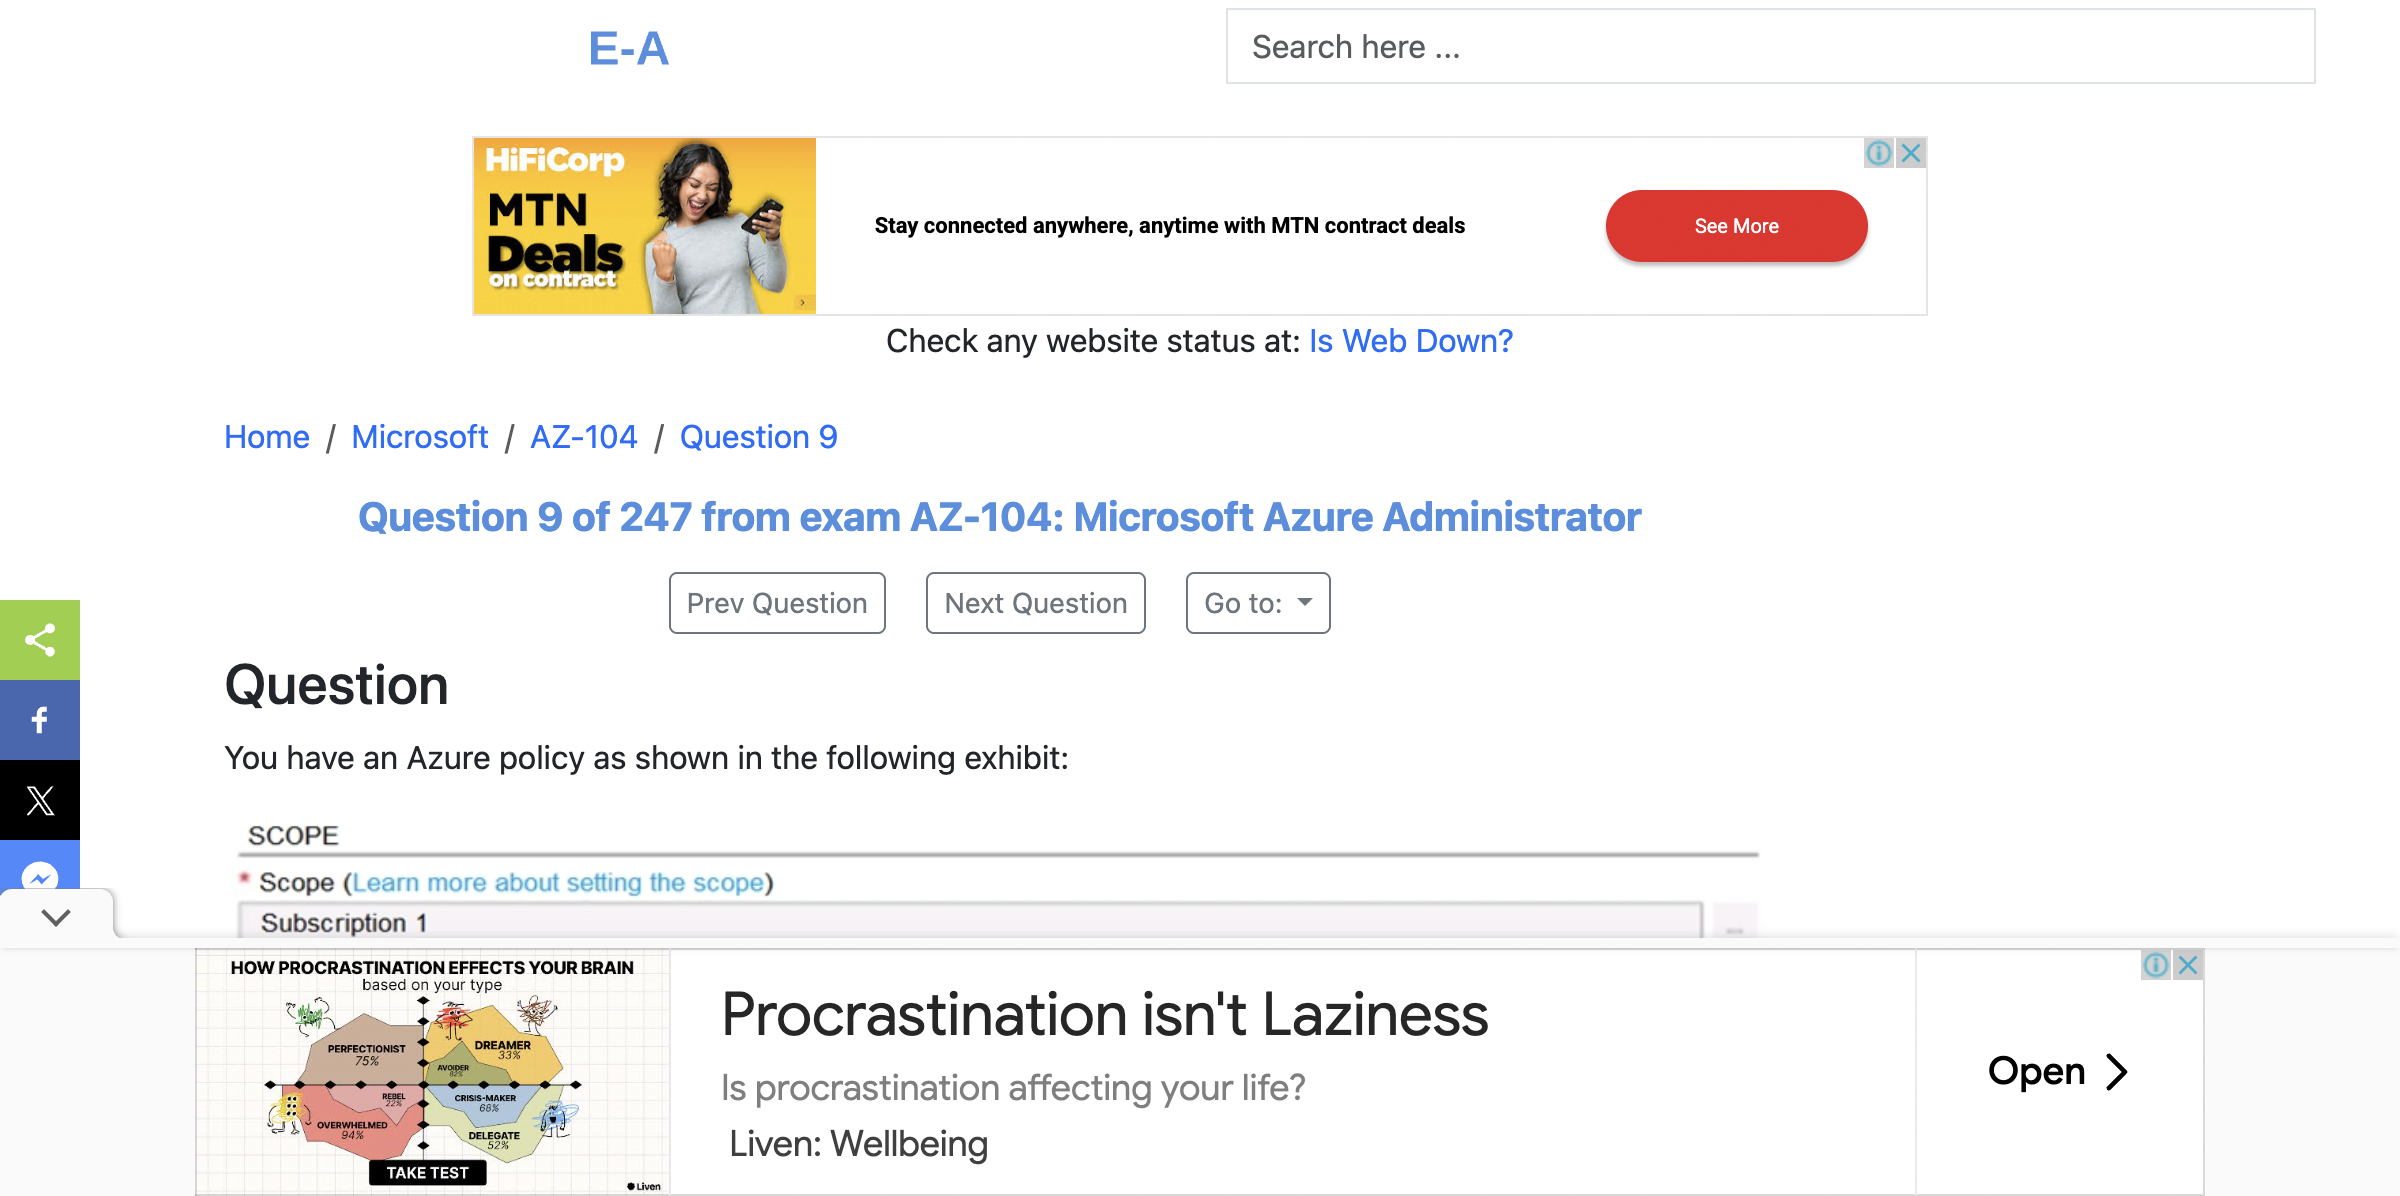 E-A
Search here ...
HiFiCorp
MTN
Deals
on contract
Stay connected anywhere, anytime with MTN contract deals
See More
Check any website status at: Is Web Down?
Home / Microsoft / AZ-104 / Question 9
Question 9 of 247 from exam AZ-104: Microsoft Azure Administrator
Prev Question
Next Question
Go to:
Question
You have an Azure policy as shown in the following exhibit:
SCOPE
* Scope (Learn more about setting the scope)
Subscription 1
...
HOW PROCRASTINATION EFFECTS YOUR BRAIN
based on your type
PERFECTIONIST
75%
DREAMER
33%
AVOIDER
82%
REBEL
22%
CRISIS-MAKER
68%
OVERWHELMED
94%
DELEGATE
52%
TAKE TEST
Liven
Procrastination isn't Laziness
Is procrastination affecting your life?
Liven: Wellbeing
Open